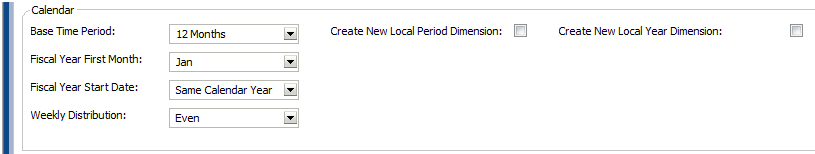 Calendar
Base Time Period: 12 Months Create New Local Period Dimension: Create New Local Year Dimension:
Fiscal Year First Month: Jan
Fiscal Year Start Date: Same Calendar Year
Weekly Distribution: Even